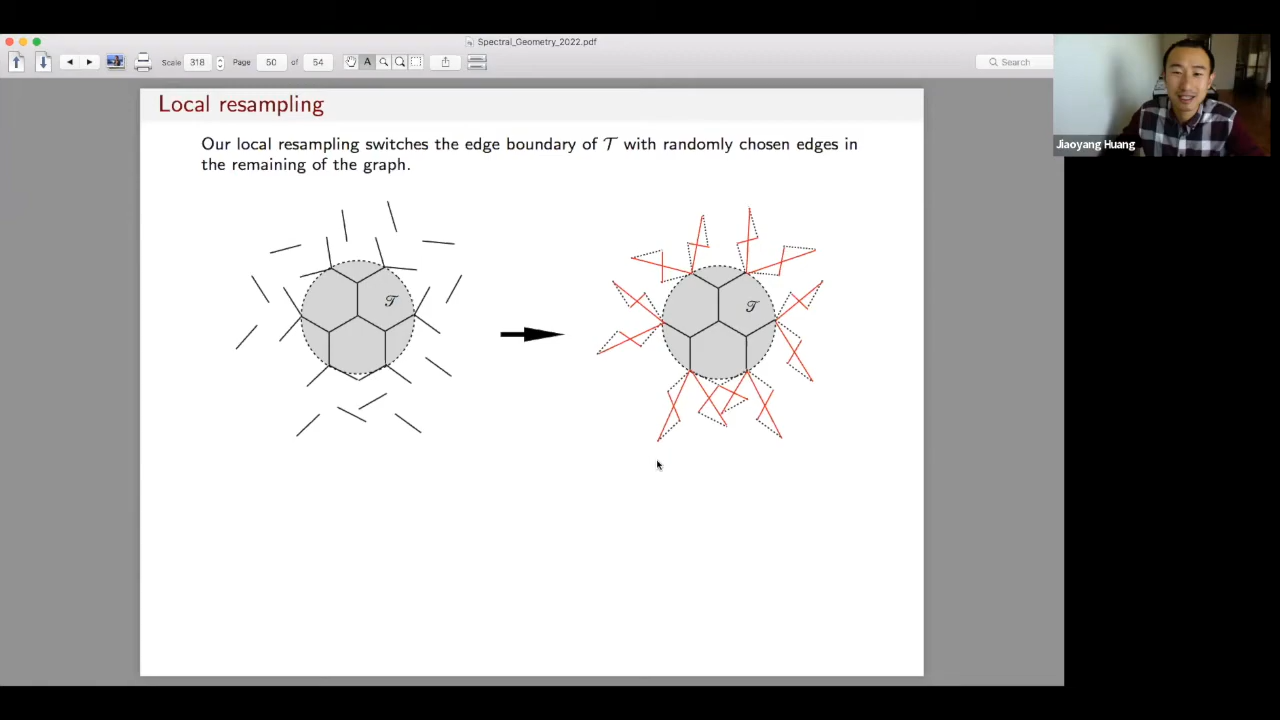 Spectral_Geometry_2022.pdf
Scale 318 Page 50 of 54 A Search
Local resampling
Our local resampling switches the edge boundary of 𝒯 with randomly chosen edges in
the remaining of the graph.
𝒯
𝒯
Jiaoyang Huang